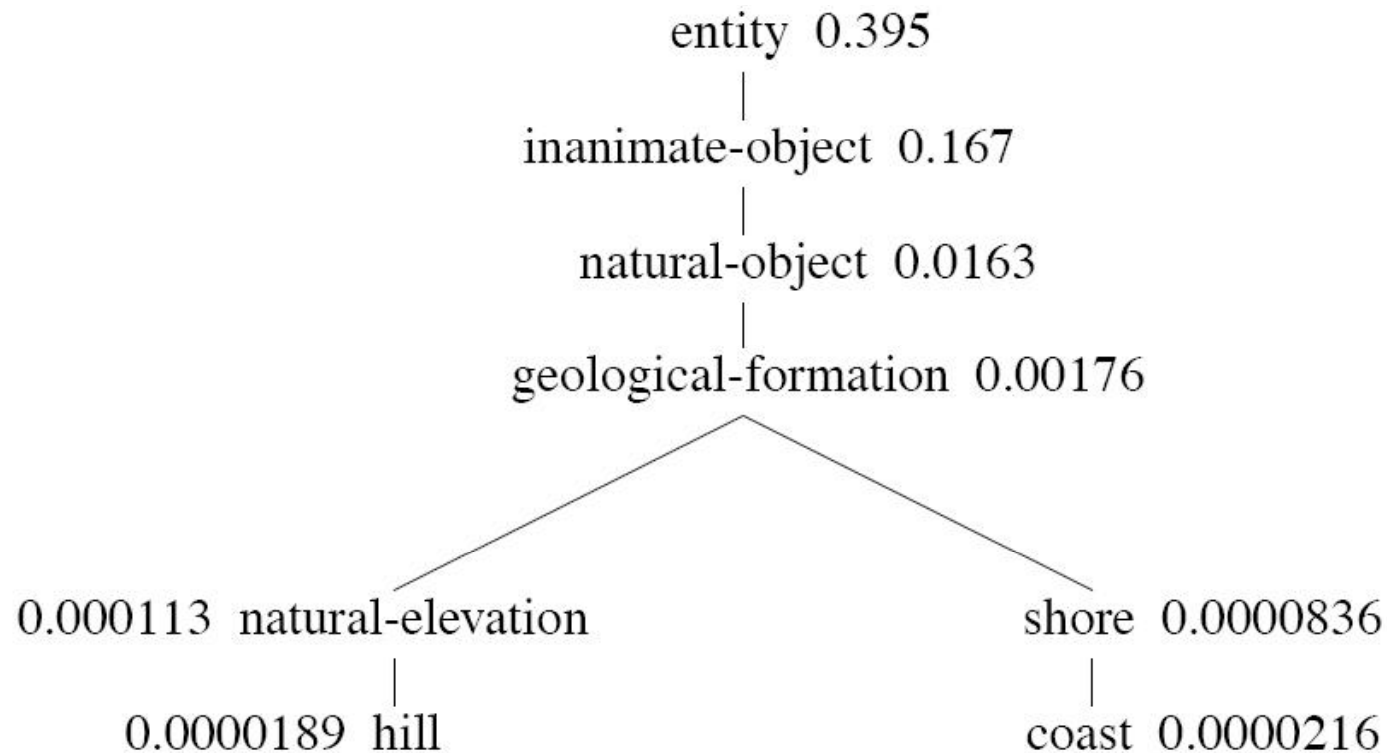 entity 0.395
inanimate-object 0.167
natural-object 0.0163
geological-formation 0.00176
0.000113 natural-elevation
shore 0.0000836
0.0000189 hill
coast 0.0000216